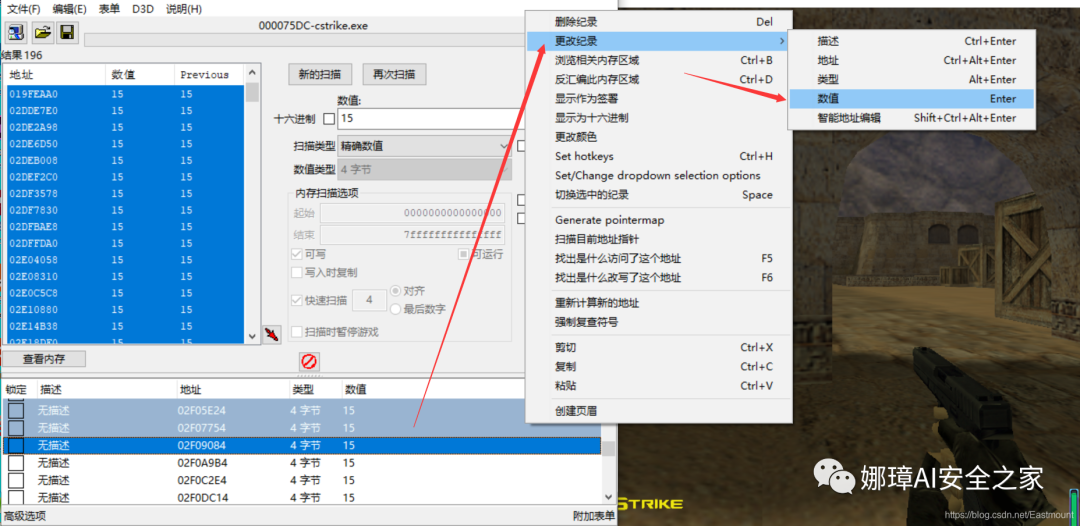 文件(F) 编辑(E) 表单 D3D 说明(H)
000075DC-cstrike.exe
结果 196
地址 数值 Previous
019FEAA0 15 15
02DDE7E0 15 15
02DE2A98 15 15
02DE6D50 15 15
02DEB008 15 15
02DEF2C0 15 15
02DF3578 15 15
02DF7830 15 15
02DFBAE8 15 15
02DFFDA0 15 15
02E04058 15 15
02E08310 15 15
02E0C5C8 15 15
02E10880 15 15
02E14B38 15 15
02E18DF0 15 15
查看内存
新的扫描 再次扫描
数值:
十六进制 15
扫描类型 精确数值
数值类型 4 字节
内存扫描选项
起始 0000000000000000
结束 7fffffffffffffff
可写 可运行
写入时复制
快速扫描 4 对齐
最后数字
扫描时暂停游戏
锁定 描述 地址 类型 数值
无描述 02F05E24 4 字节 15
无描述 02F07754 4 字节 15
无描述 02F09084 4 字节 15
无描述 02F0A9B4 4 字节 15
无描述 02F0C2E4 4 字节 15
无描述 02F0DC14 4 字节 15
高级选项 附加表单
删除纪录 Del
更改纪录
浏览相关内存区域 Ctrl+B
反汇编此内存区域 Ctrl+D
显示作为签署
显示为十六进制
更改颜色
Set hotkeys Ctrl+H
Set/Change dropdown selection options
切换选中的纪录 Space
Generate pointermap
扫描目前地址指针
找出是什么访问了这个地址 F5
找出是什么改写了这个地址 F6
重新计算新的地址
强制复查符号
剪切 Ctrl+X
复制 Ctrl+C
粘贴 Ctrl+V
创建页眉
描述 Ctrl+Enter
地址 Ctrl+Alt+Enter
类型 Alt+Enter
数值 Enter
智能地址编辑 Shift+Ctrl+Alt+Enter
STRIKE
娜璋AI安全之家
https://blog.csdn.net/Eastmount